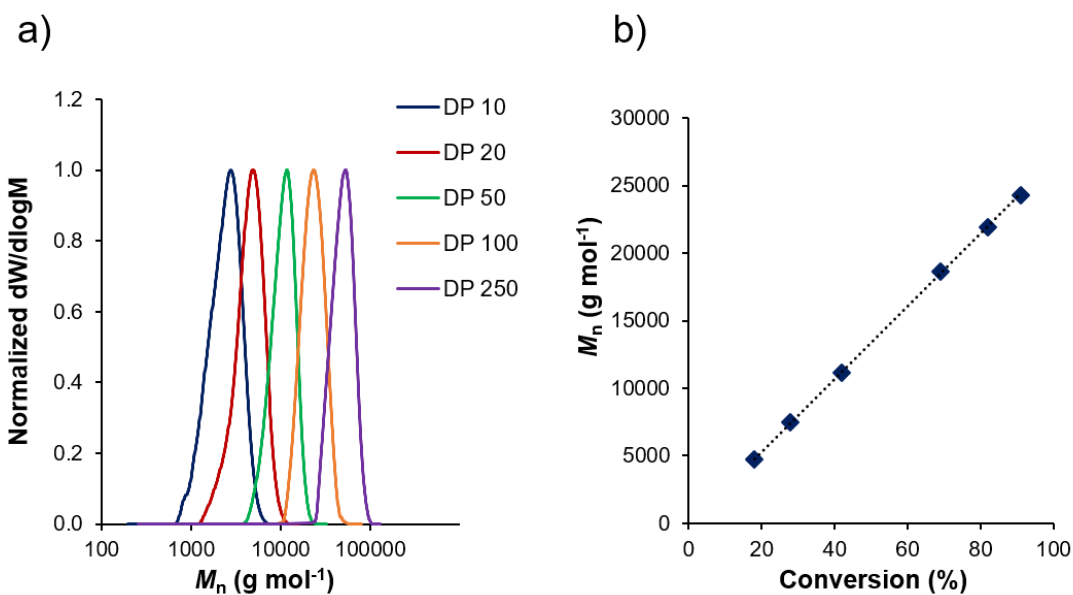 a)
Normalized dW/dlogM
1.2
1.0
0.8
0.6
0.4
0.2
0.0
100 1000 10000 100000
Mn (g mol-1)
DP 10
DP 20
DP 50
DP 100
DP 250
b)
Mn (g mol-1)
30000
25000
20000
15000
10000
5000
0
0 20 40 60 80 100
Conversion (%)